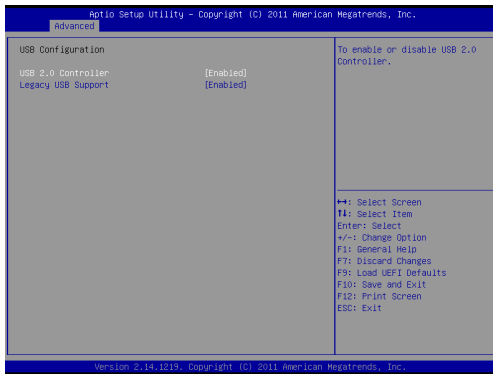 Aptio Setup Utility – Copyright (C) 2011 American Megatrends, Inc.
Advanced
USB Configuration
USB 2.0 Controller [Enabled]
Legacy USB Support [Enabled]
To enable or disable USB 2.0
Controller.
↔: Select Screen
↑↓: Select Item
Enter: Select
+/-: Change Option
F1: General Help
F7: Discard Changes
F9: Load UEFI Defaults
F10: Save and Exit
F12: Print Screen
ESC: Exit
Version 2.14.1219. Copyright (C) 2011 American Megatrends, Inc.